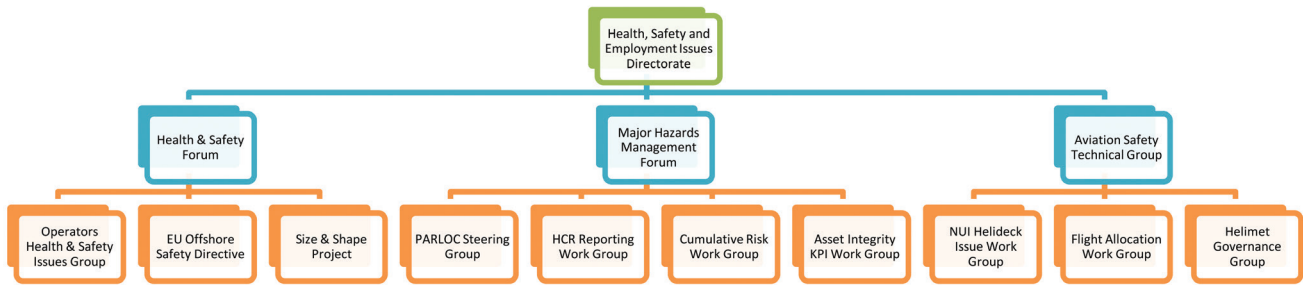 Health, Safety and
Employment Issues
Directorate
Health & Safety
Forum
Major Hazards
Management
Forum
Aviation Safety
Technical Group
Operators
Health & Safety
Issues Group
EU Offshore
Safety Directive
Size & Shape
Project
PARLOC Steering
Group
HCR Reporting
Work Group
Cumulative Risk
Work Group
Asset Integrity
KPI Work Group
NUI Helideck
Issue Work
Group
Flight Allocation
Work Group
Helimet
Governance
Group